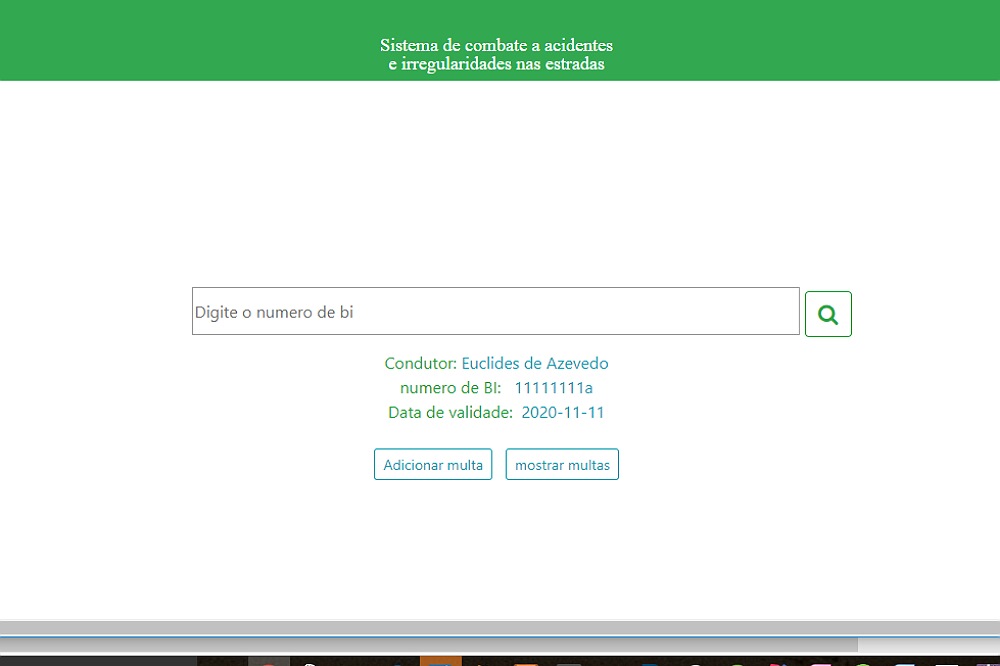 Sistema de combate a acidentes
e irregularidades nas estradas
Digite o numero de bi
Condutor: Euclides de Azevedo
numero de BI: 11111111a
Data de validade: 2020-11-11
Adicionar multa mostrar multas